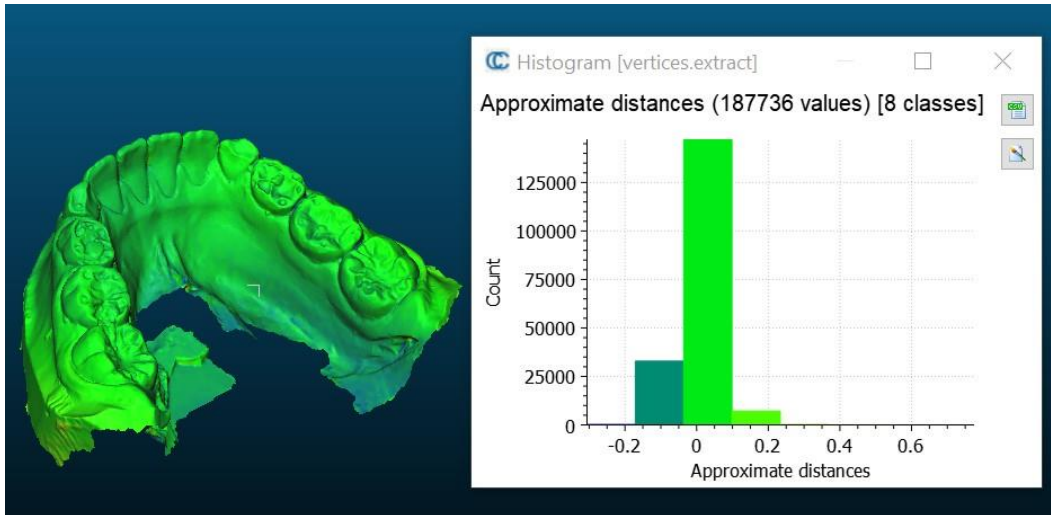 Histogram [vertices.extract]
Approximate distances (187736 values) [8 classes]
CSV
125000
100000
75000
50000
25000
0
Count
-0.2 0 0.2 0.4 0.6
Approximate distances